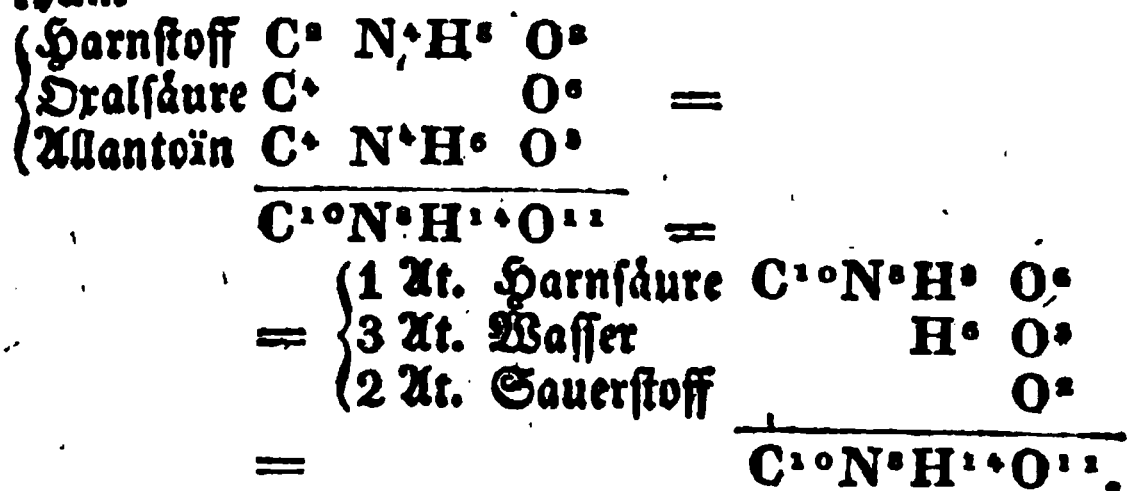 Harnſtoff C² N⁴H⁸ O²
Oxalſäure C⁴ O⁶ =
Allantoïn C⁴ N⁴H⁶ O³
C¹⁰N⁸H¹⁴O¹¹ =
1 At. Harnſäure C¹⁰N⁸H⁸ O⁶
= 3 At. Waſſer H⁶ O³
2 At. Sauerſtoff O²
= C¹⁰N⁸H¹⁴O¹¹.